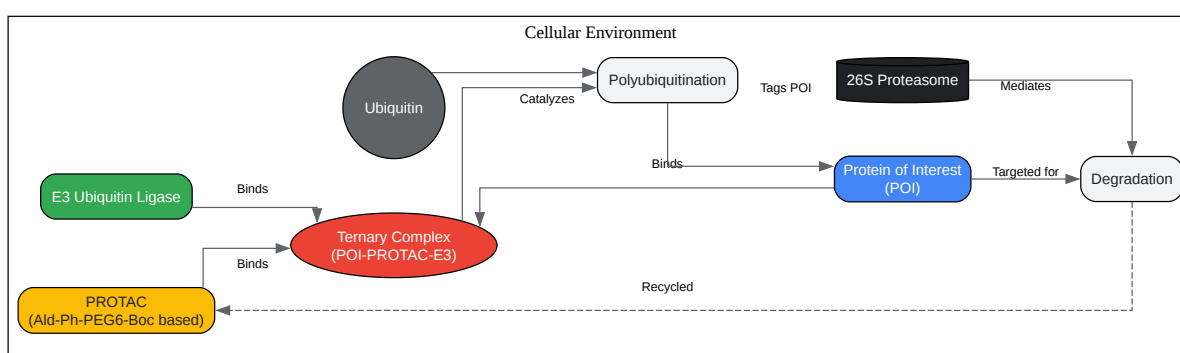 Cellular Environment
Ubiquitin
Polyubiquitination
Catalyzes
Tags POI
26S Proteasome
Mediates
E3 Ubiquitin Ligase
Binds
Binds
Protein of Interest
(POI)
Targeted for
Degradation
Ternary Complex
(POI-PROTAC-E3)
Binds
PROTAC
(Ald-Ph-PEG6-Boc based)
Recycled